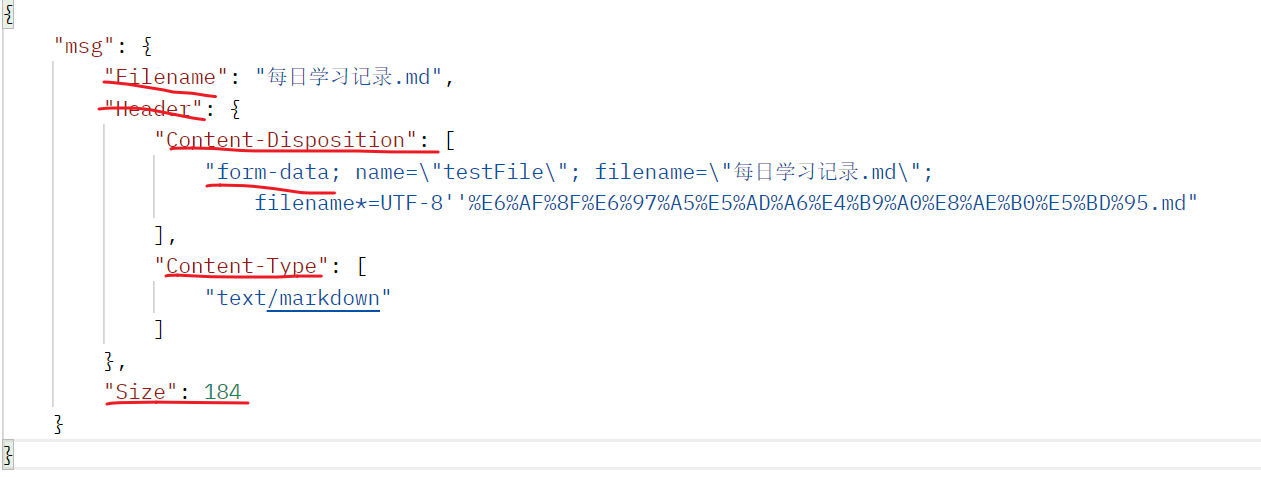 {
"msg": {
"Filename": "每日学习记录.md",
"Header": {
"Content-Disposition": [
"form-data; name=\"testFile\"; filename=\"每日学习记录.md\";
filename*=UTF-8''%E6%AF%8F%E6%97%A5%E5%AD%A6%E4%B9%A0%E8%AE%B0%E5%BD%95.md"
],
"Content-Type": [
"text/markdown"
]
},
"Size": 184
}
}